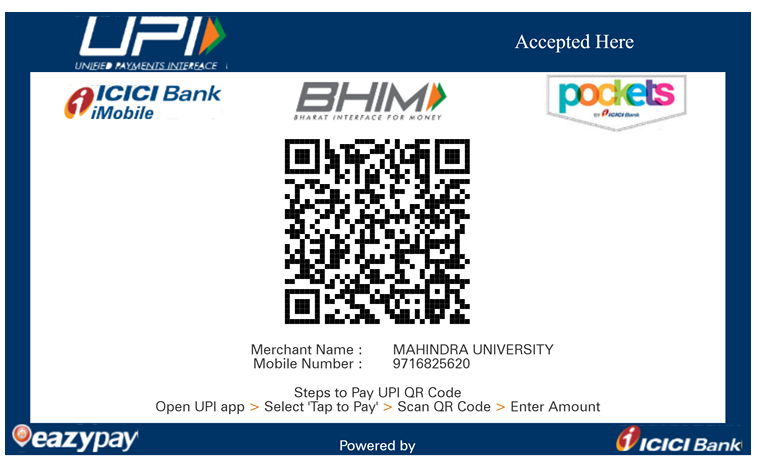 UPI
UNIFIED PAYMENTS INTERFACE
Accepted Here
ICICI Bank
iMobile
BHIM
BHARAT INTERFACE FOR MONEY
pockets
BY ICICI Bank
Merchant Name : MAHINDRA UNIVERSITY
Mobile Number : 9716825620
Steps to Pay UPI QR Code
Open UPI app > Select 'Tap to Pay' > Scan QR Code > Enter Amount
eazypay
Powered by
ICICI Bank